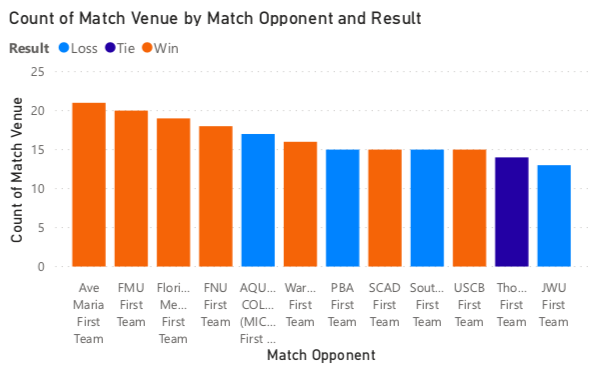 Count of Match Venue by Match Opponent and Result
Result Loss Tie Win
Count of Match Venue
25
20
15
10
5
0
Ave Maria First Team
FMU First Team
Flori... Me... First Team
FNU First Team
AQU... COL... (MIC... First ...
War... First Team
PBA First Team
SCAD First Team
Sout... First Team
USCB First Team
Tho... First Team
JWU First Team
Match Opponent